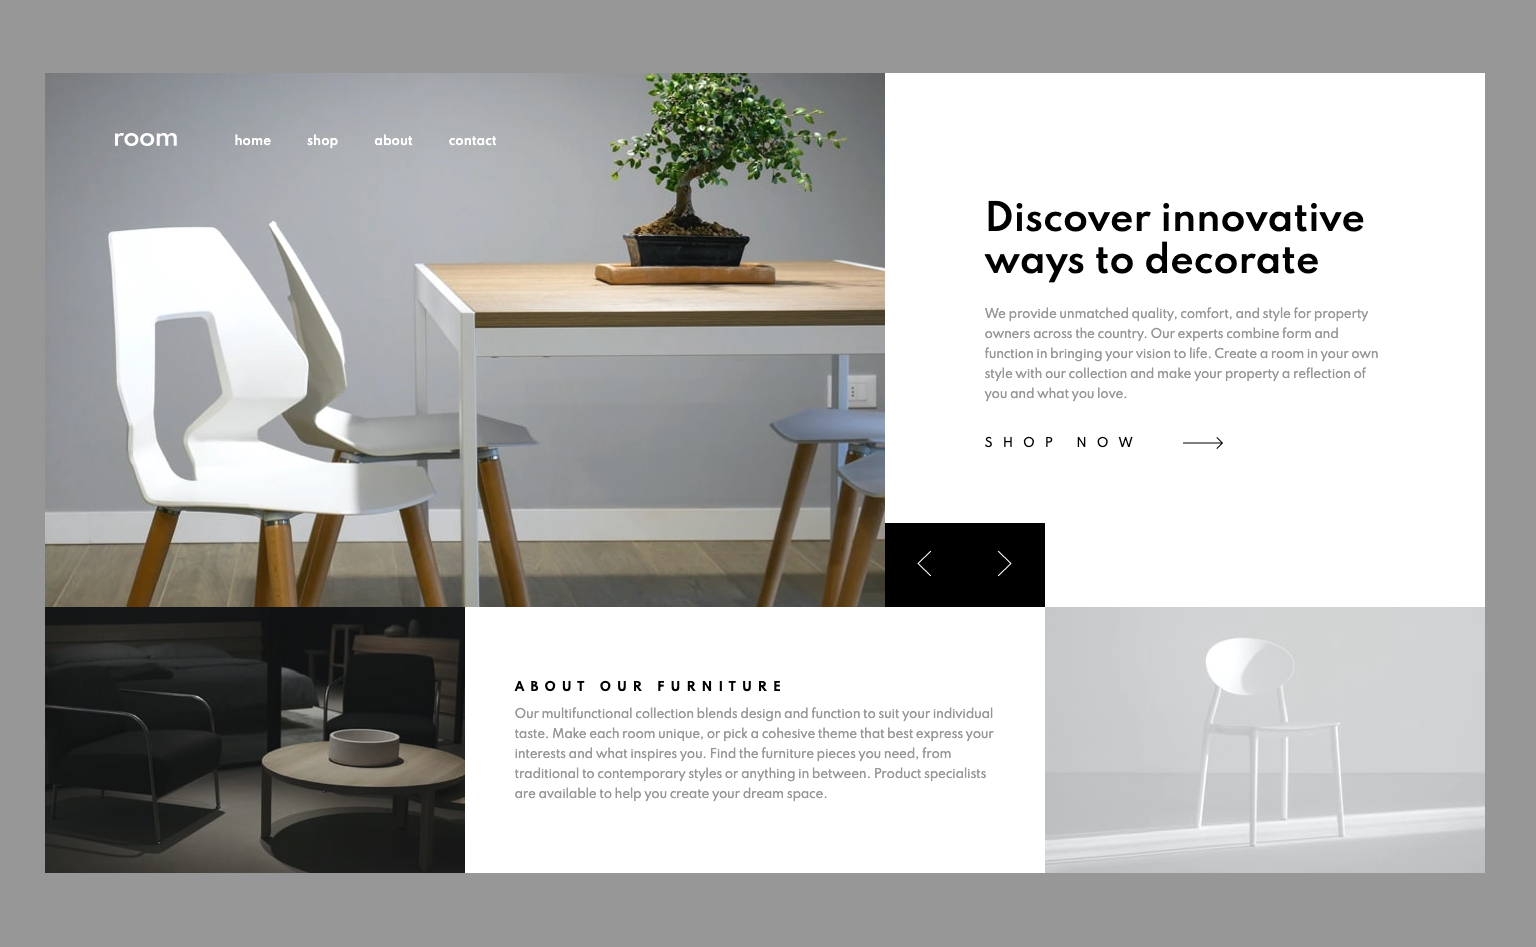 room
home shop about contact
Discover innovative
ways to decorate
We provide unmatched quality, comfort, and style for property
owners across the country. Our experts combine form and
function in bringing your vision to life. Create a room in your own
style with our collection and make your property a reflection of
you and what you love.
SHOP NOW
ABOUT OUR FURNITURE
Our multifunctional collection blends design and function to suit your individual
taste. Make each room unique, or pick a cohesive theme that best express your
interests and what inspires you. Find the furniture pieces you need, from
traditional to contemporary styles or anything in between. Product specialists
are available to help you create your dream space.